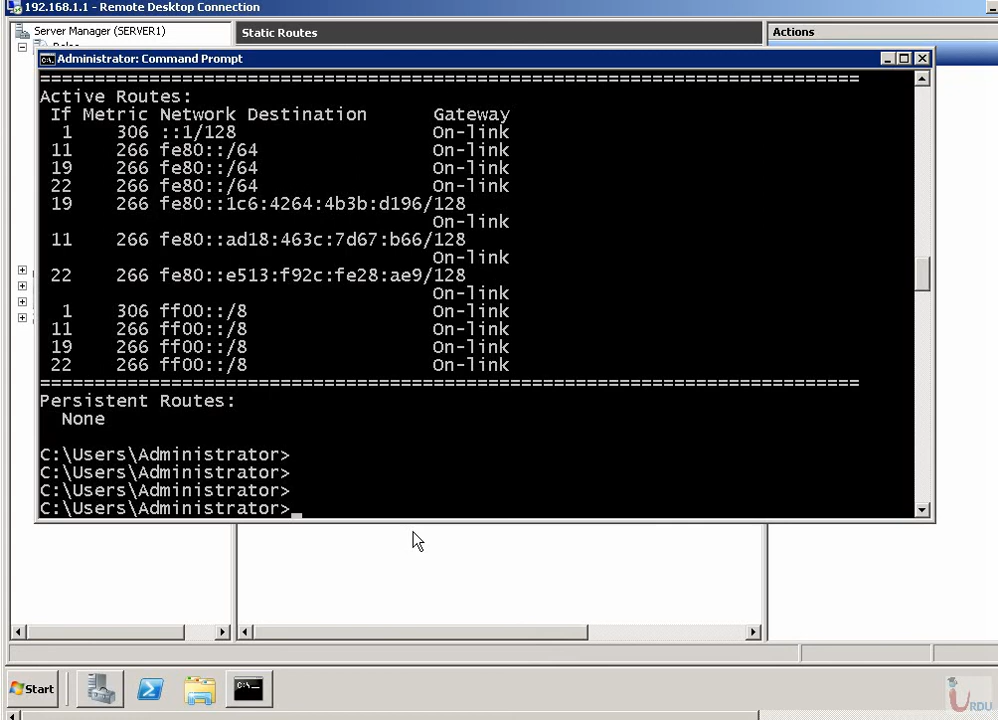 192.168.1.1 - Remote Desktop Connection
Server Manager (SERVER1)
Static Routes
Actions
Administrator: Command Prompt
===========================================================================
Active Routes:
If Metric Network Destination Gateway
1 306 ::1/128 On-link
11 266 fe80::/64 On-link
19 266 fe80::/64 On-link
22 266 fe80::/64 On-link
19 266 fe80::1c6:4264:4b3b:d196/128
On-link
11 266 fe80::ad18:463c:7d67:b66/128
On-link
22 266 fe80::e513:f92c:fe28:ae9/128
On-link
1 306 ff00::/8 On-link
11 266 ff00::/8 On-link
19 266 ff00::/8 On-link
22 266 ff00::/8 On-link
===========================================================================
Persistent Routes:
None
C:\Users\Administrator>
C:\Users\Administrator>
C:\Users\Administrator>
C:\Users\Administrator>_
Start
URDU